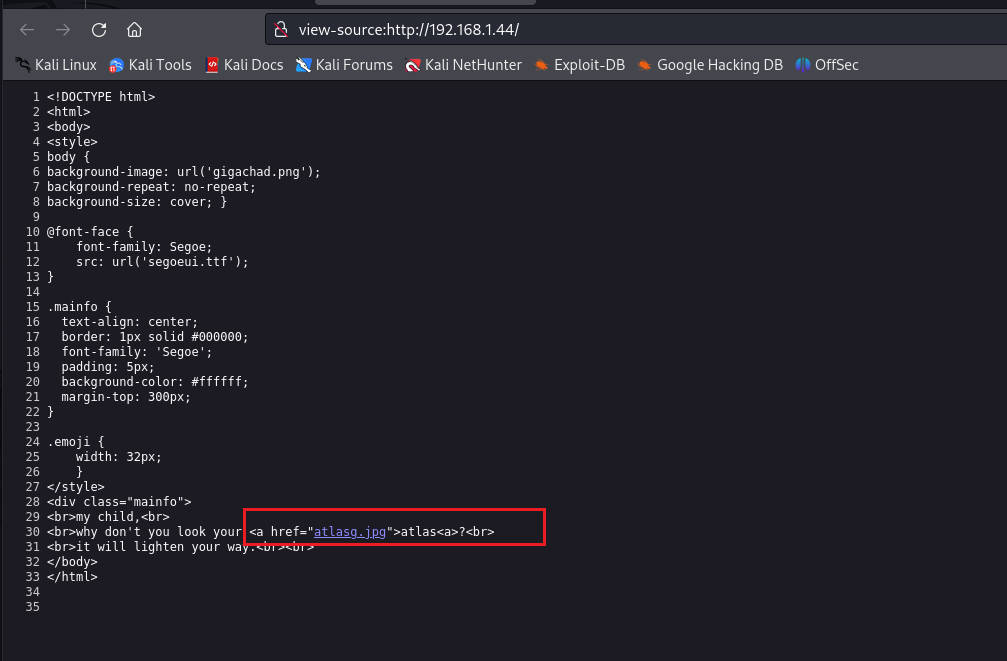 view-source:http://192.168.1.44/
Kali Linux Kali Tools Kali Docs Kali Forums Kali NetHunter Exploit-DB Google Hacking DB OffSec
1 <!DOCTYPE html>
2 <html>
3 <body>
4 <style>
5 body {
6 background-image: url('gigachad.png');
7 background-repeat: no-repeat;
8 background-size: cover; }
9
10 @font-face {
11     font-family: Segoe;
12     src: url('segoeui.ttf');
13 }
14
15 .mainfo {
16   text-align: center;
17   border: 1px solid #000000;
18   font-family: 'Segoe';
19   padding: 5px;
20   background-color: #ffffff;
21   margin-top: 300px;
22 }
23
24 .emoji {
25     width: 32px;
26     }
27 </style>
28 <div class="mainfo">
29 <br>my child,<br>
30 <br>why don't you look your <a href="atlasg.jpg">atlas<a>?<br>
31 <br>it will lighten your way.<br><br>
32 </body>
33 </html>
34
35